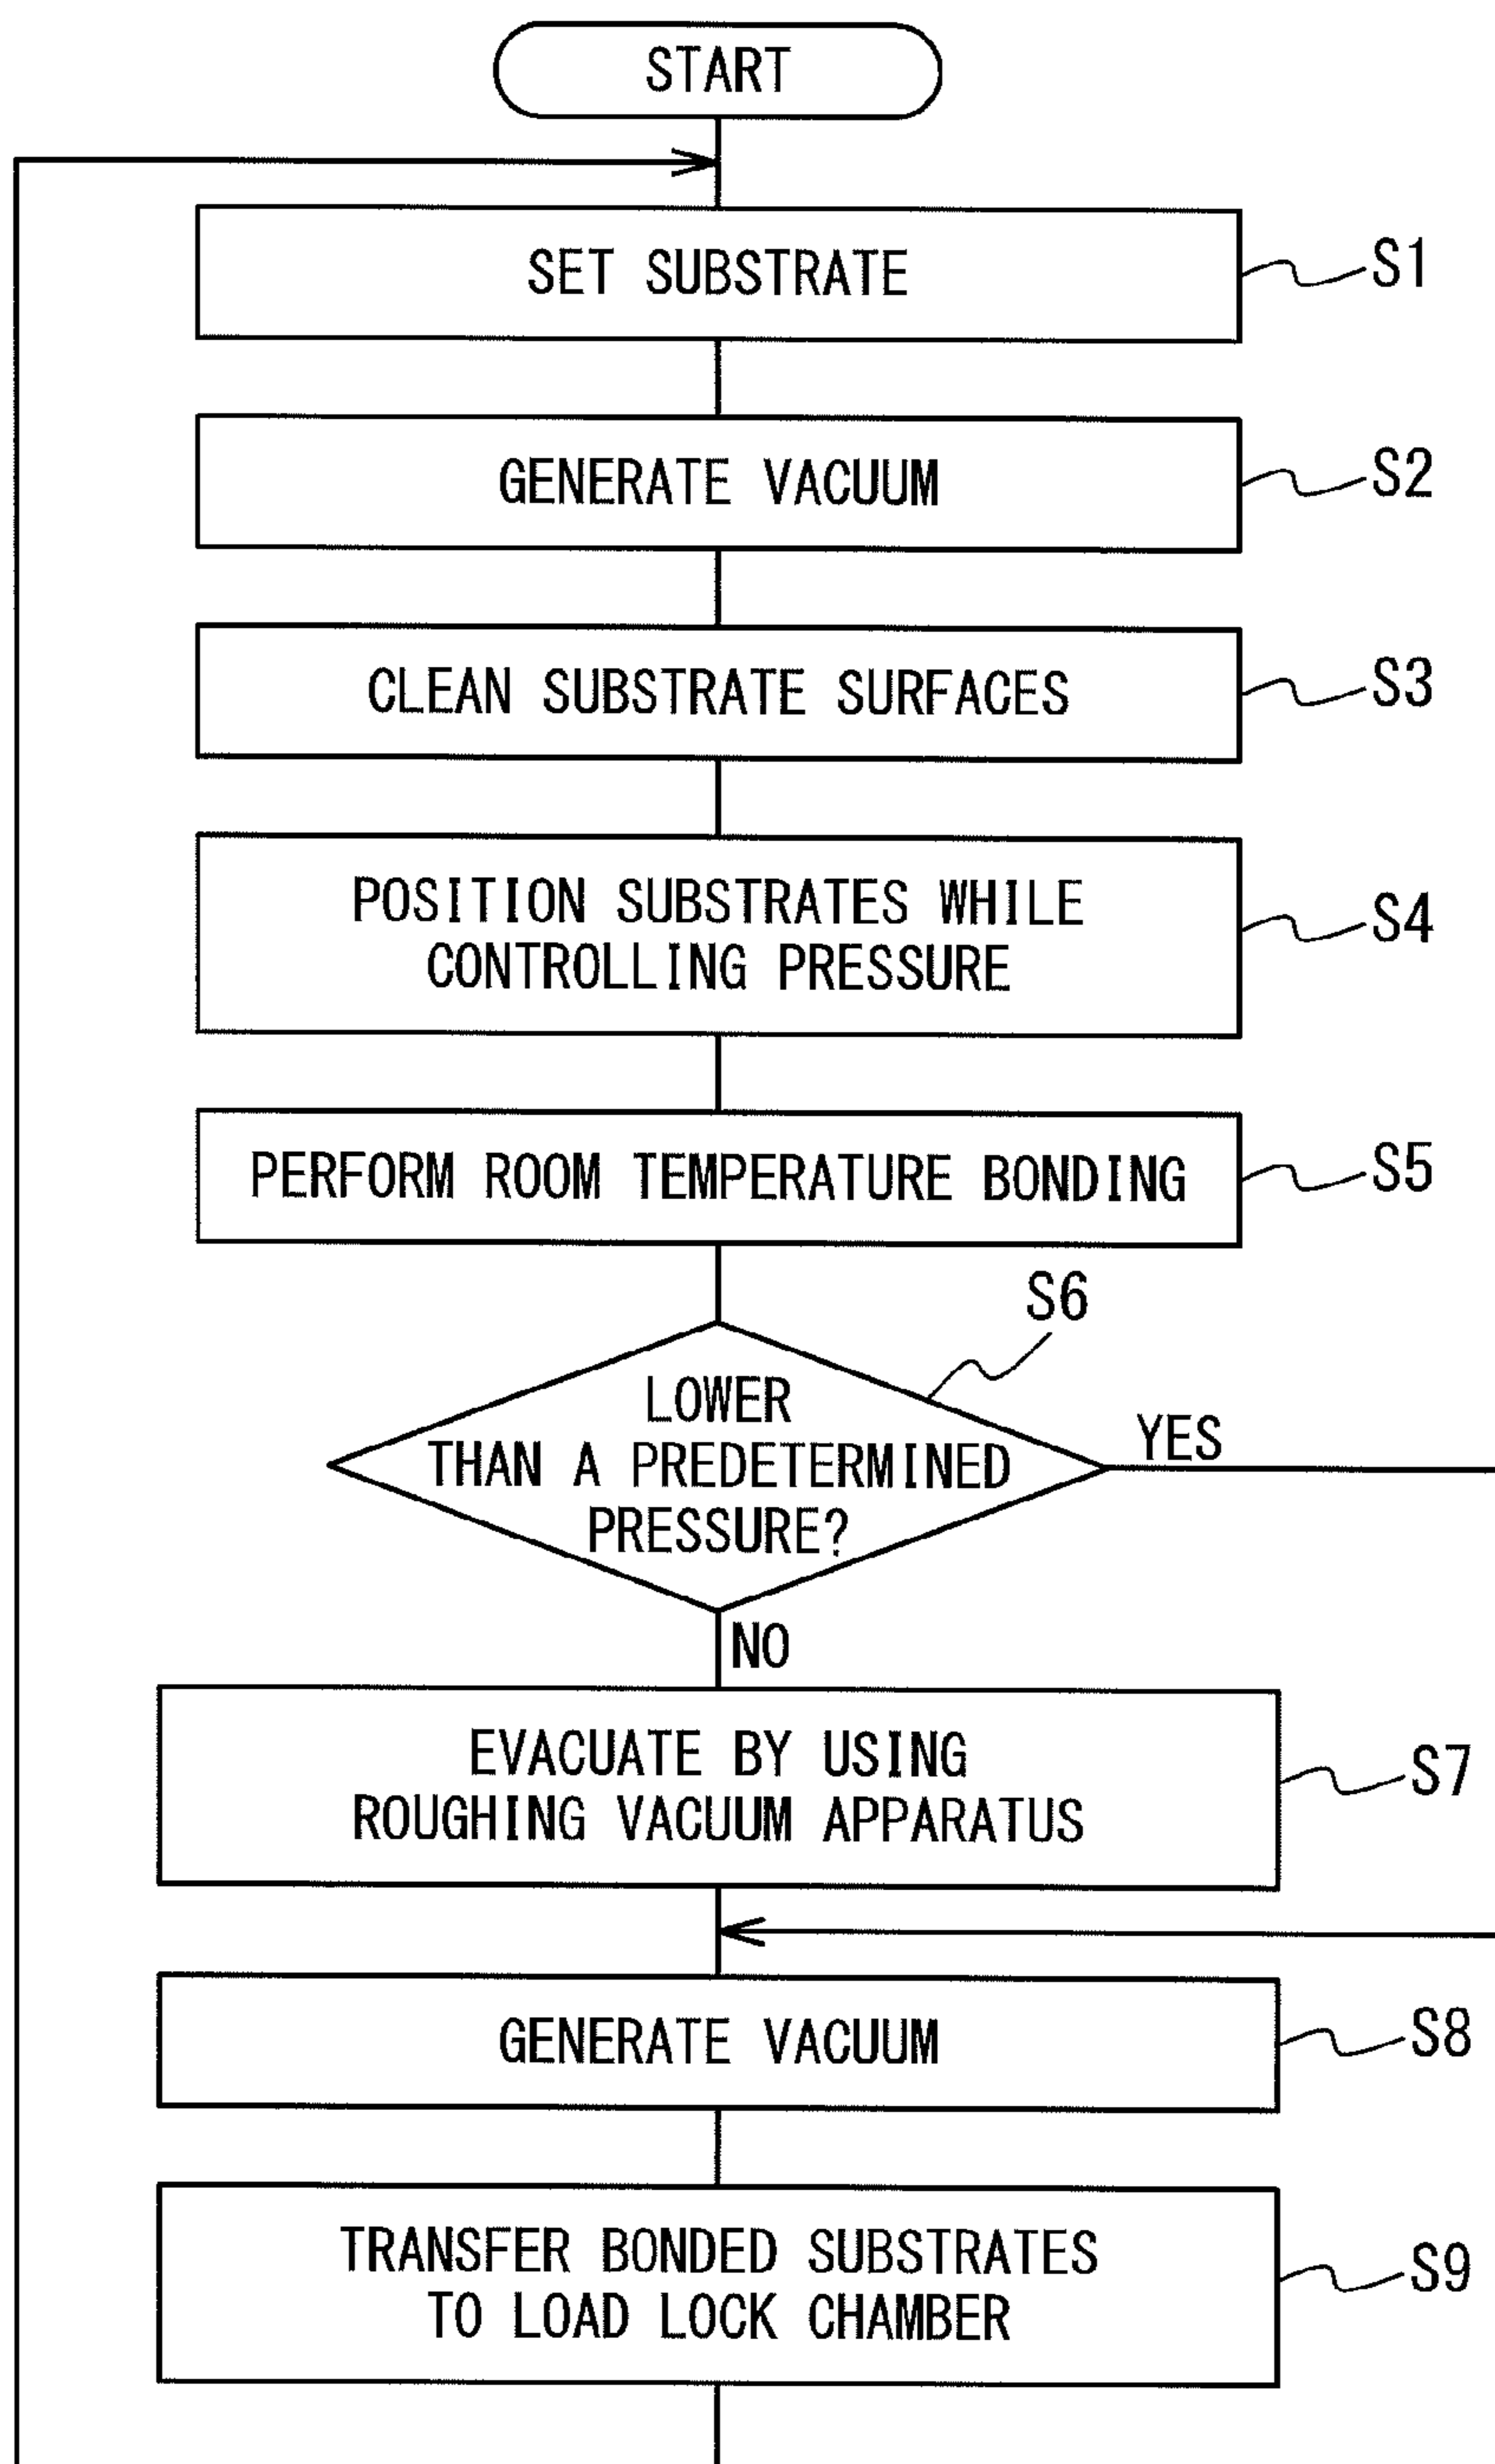 START
SET SUBSTRATE
S1
GENERATE VACUUM
S2
CLEAN SUBSTRATE SURFACES
S3
POSITION SUBSTRATES WHILE
CONTROLLING PRESSURE
S4
PERFORM ROOM TEMPERATURE BONDING
S5
S6
LOWER
THAN A PREDETERMINED
PRESSURE?
YES
NO
EVACUATE BY USING
ROUGHING VACUUM APPARATUS
S7
GENERATE VACUUM
S8
TRANSFER BONDED SUBSTRATES
TO LOAD LOCK CHAMBER
S9